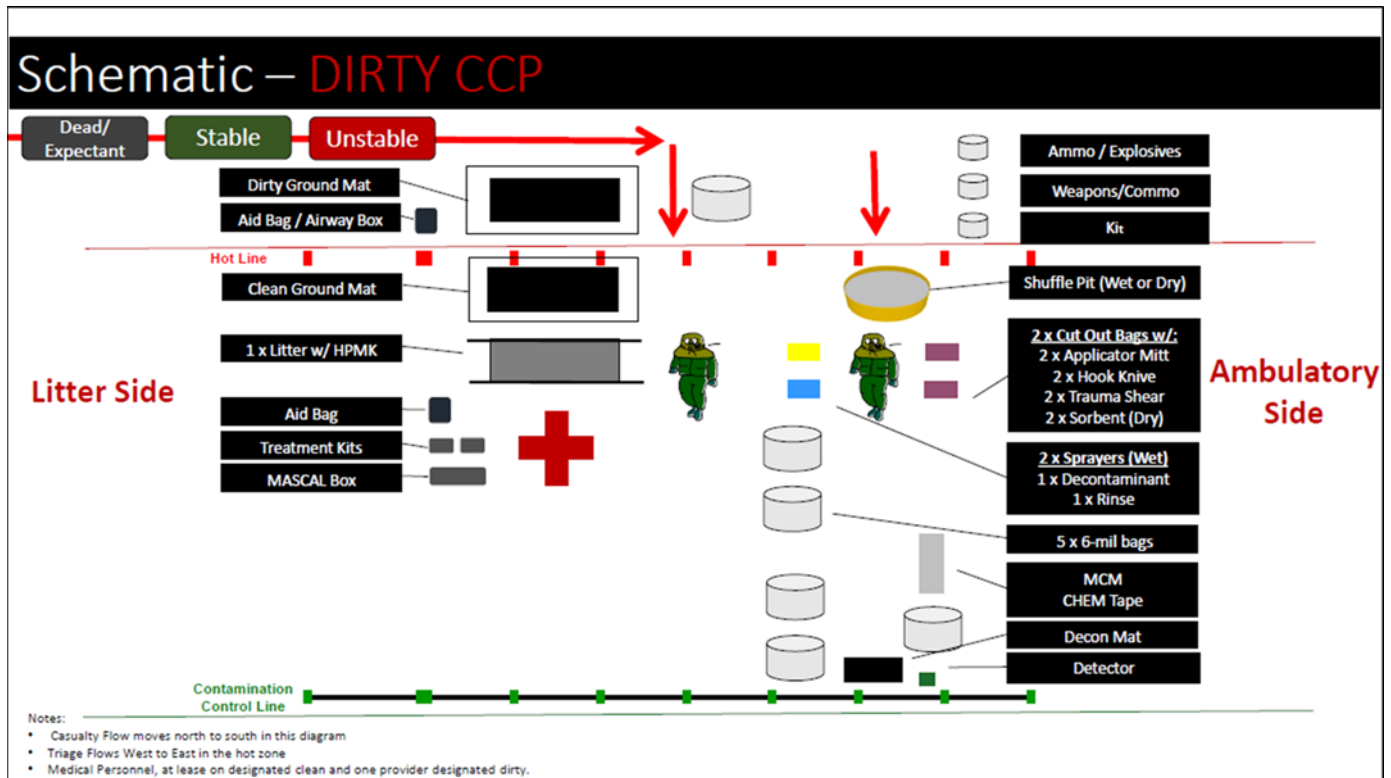 Schematic – DIRTY CCP
Dead/
Expectant
Stable
Unstable
Dirty Ground Mat
Aid Bag / Airway Box
Ammo / Explosives
Weapons/Commo
Kit
Hot Line
Clean Ground Mat
Shuffle Pit (Wet or Dry)
1 x Litter w/ HPMK
2 x Cut Out Bags w/:
2 x Applicator Mitt
2 x Hook Knive
2 x Trauma Shear
2 x Sorbent (Dry)
Litter Side
Ambulatory
Side
Aid Bag
Treatment Kits
MASCAL Box
2 x Sprayers (Wet)
1 x Decontaminant
1 x Rinse
5 x 6-mil bags
MCM
CHEM Tape
Decon Mat
Detector
Contamination
Control Line
Notes:
• Casualty Flow moves north to south in this diagram
• Triage Flows West to East in the hot zone
• Medical Personnel, at lease on designated clean and one provider designated dirty.